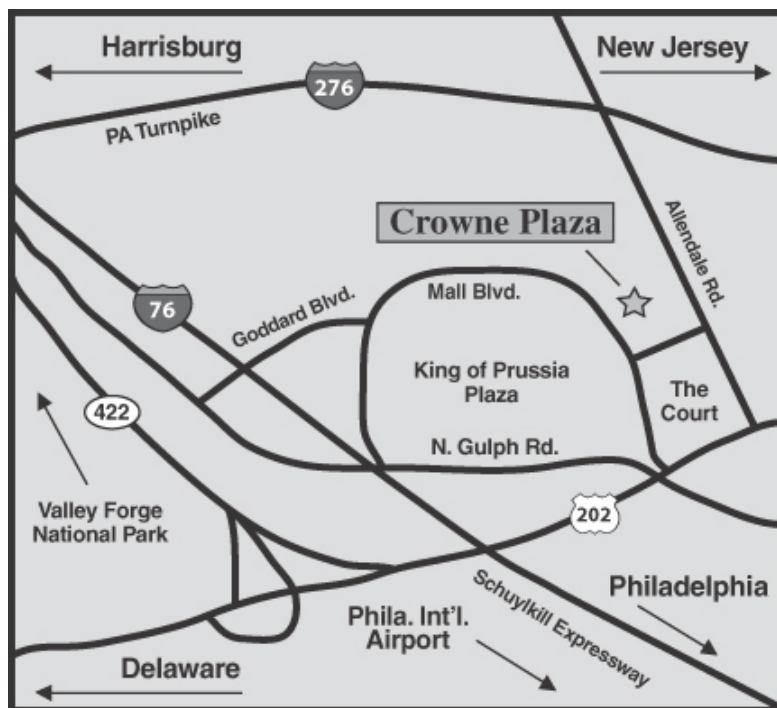 Harrisburg
New Jersey
276
PA Turnpike
Allendale Rd.
Crowne Plaza
76
Goddard Blvd.
Mall Blvd.
King of Prussia
Plaza
The
Court
422
N. Gulph Rd.
Valley Forge
National Park
202
Schuylkill Expressway
Philadelphia
Phila. Int'l.
Airport
Delaware